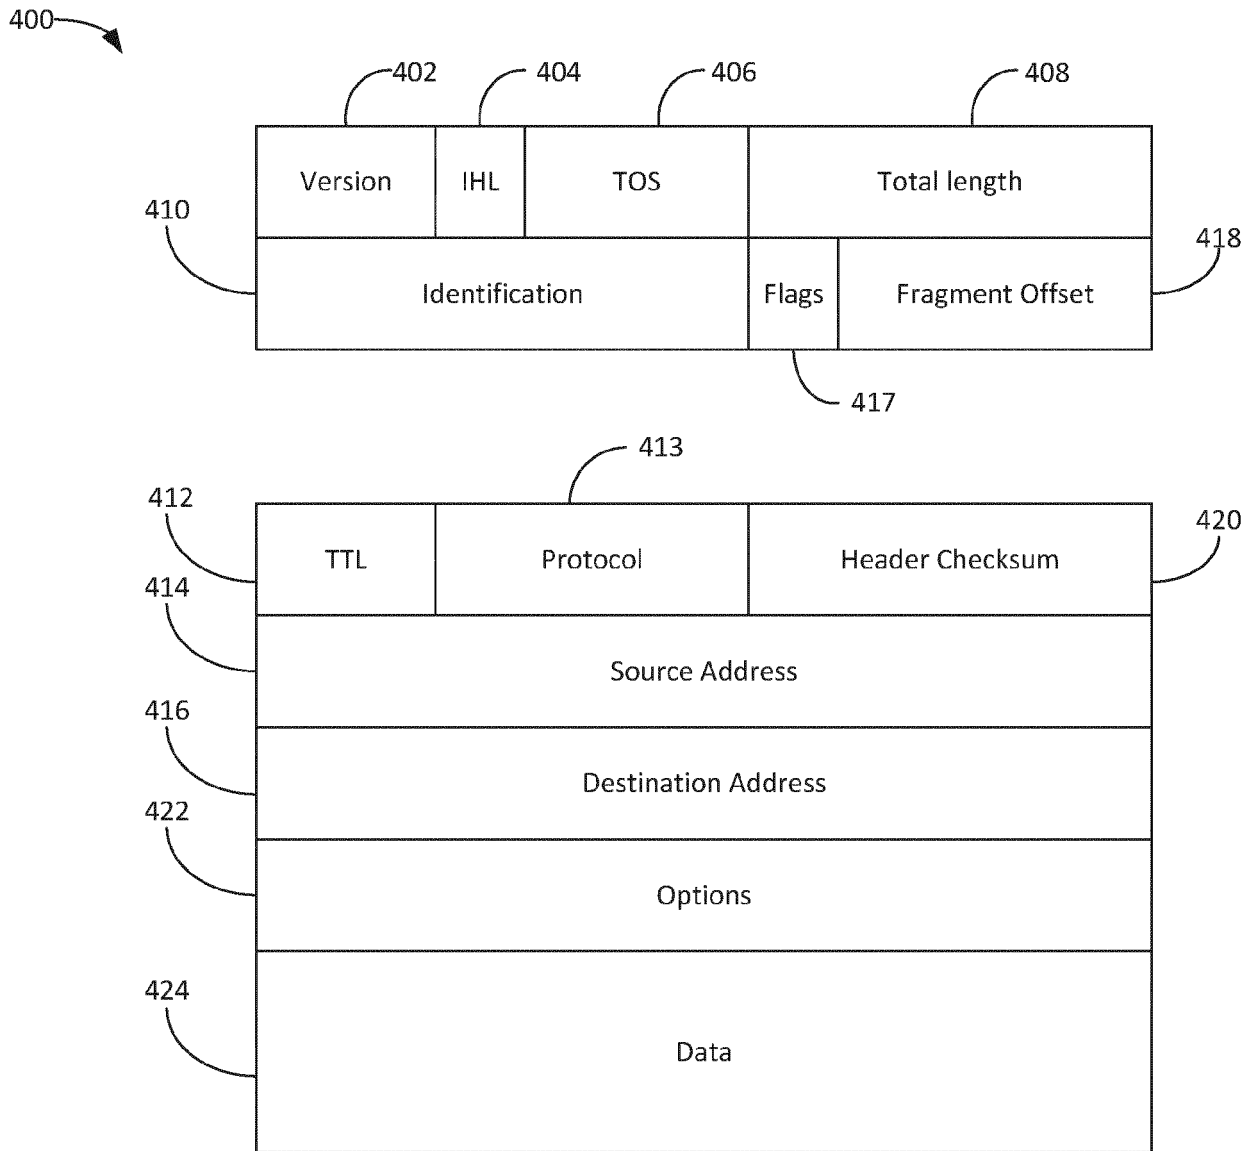 400
402 404 406 408
Version IHL TOS Total length
410
418
Identification Flags Fragment Offset
417
413
412
420
TTL Protocol Header Checksum
414
Source Address
416
Destination Address
422
Options
424
Data